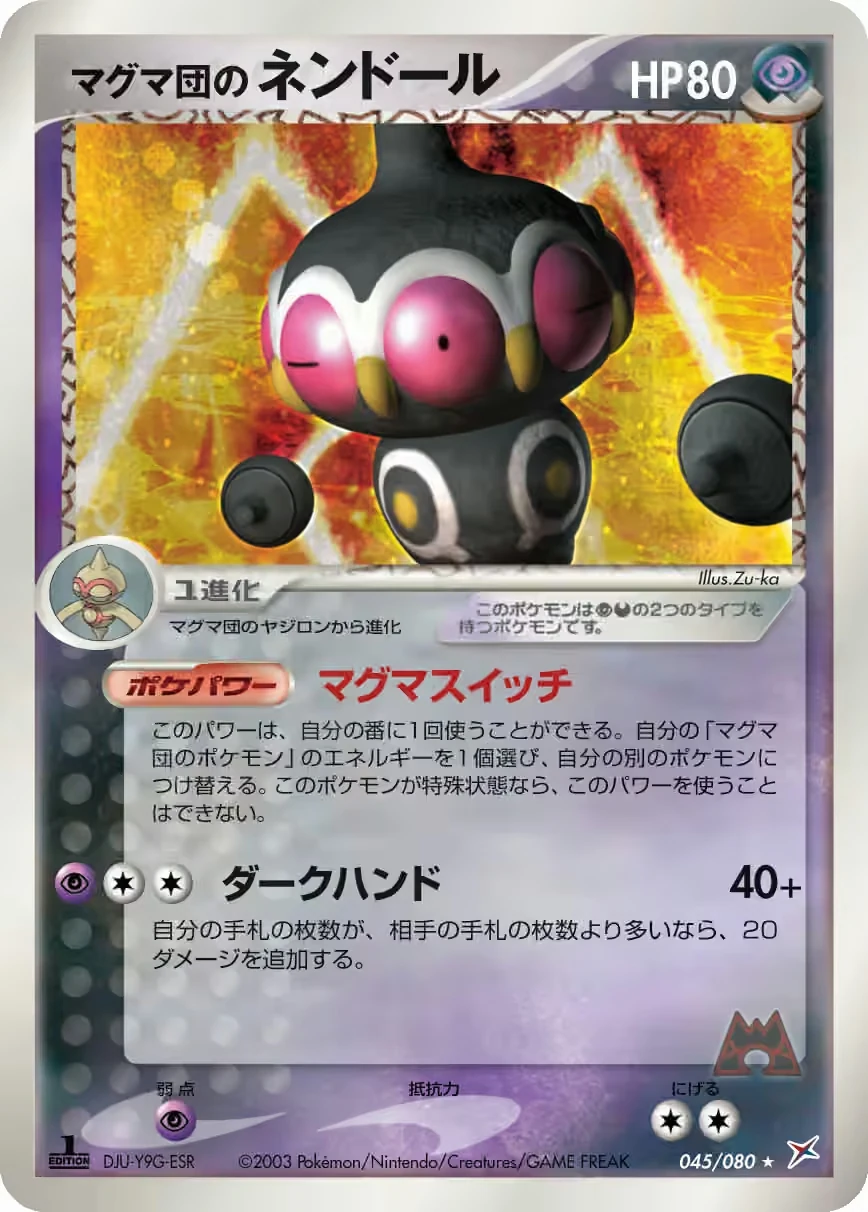 マグマ団の ネンドール HP80
Illus.Zu-ka
1進化
マグマ団のヤジロンから進化
このポケモンは の2つのタイプを
持つポケモンです。
ポケパワー マグマスイッチ
このパワーは、自分の番に1回使うことができる。自分の「マグマ
団のポケモン」のエネルギーを1個選び、自分の別のポケモンに
つけ替える。このポケモンが特殊状態なら、このパワーを使うこと
はできない。
ダークハンド 40+
自分の手札の枚数が、相手の手札の枚数より多いなら、20
ダメージを追加する。
弱点 抵抗力 にげる
1 EDITION DJU-Y9G-ESR ©2003 Pokémon/Nintendo/Creatures/GAME FREAK 045/080 ★